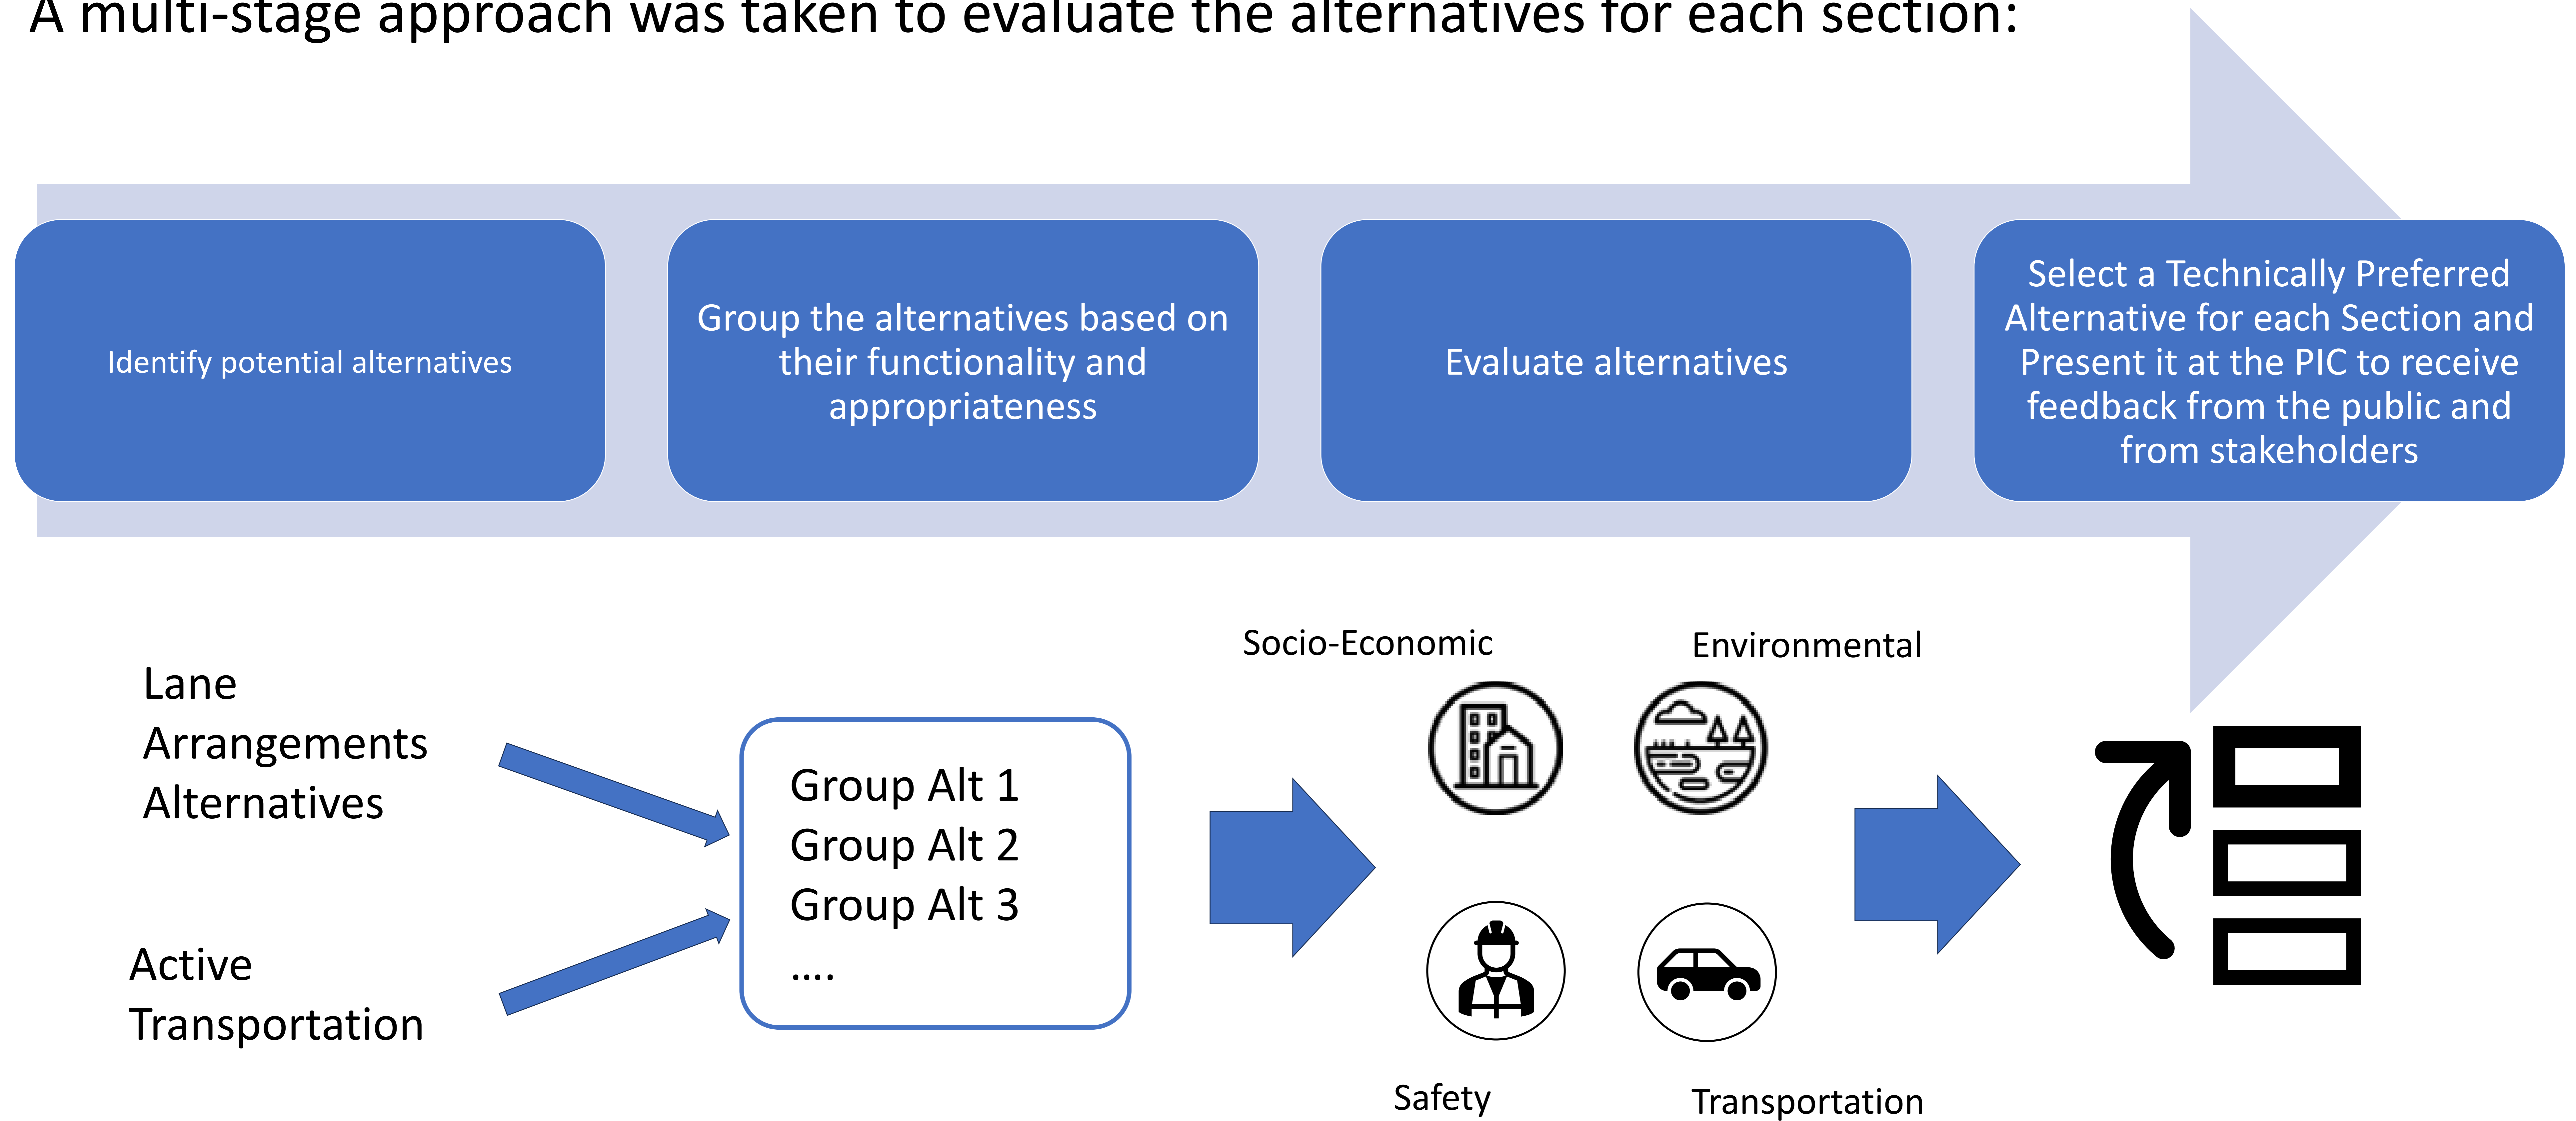 A multi-stage approach was taken to evaluate the alternatives for each section:
Identify potential alternatives
Group the alternatives based on
their functionality and
appropriateness
Evaluate alternatives
Select a Technically Preferred
Alternative for each Section and
Present it at the PIC to receive
feedback from the public and
from stakeholders
Lane
Arrangements
Alternatives
Active
Transportation
Group Alt 1
Group Alt 2
Group Alt 3
....
Socio-Economic
Environmental
Safety
Transportation